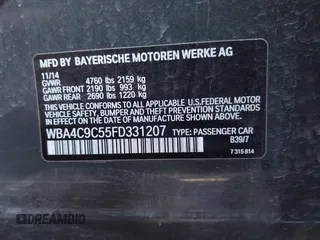 MFD BY BAYERISCHE MOTOREN WERKE AG
11/14
GVWR 4760 lbs 2159 kg
GAWR FRONT 2190 lbs 993 kg
GAWR REAR 2690 lbs 1220 kg
THIS VEHICLE CONFORMS TO ALL APPLICABLE U.S.FEDERAL MOTOR
VEHICLE SAFETY, BUMPER AND THEFT PREVENTION STANDARDS IN
EFFECT ON THE DATE OF MANUFACTURE SHOWN ABOVE.
WBA4C9C55FD331207 TYPE: PASSENGER CAR
B39/7
7 315 814
DREAMBID